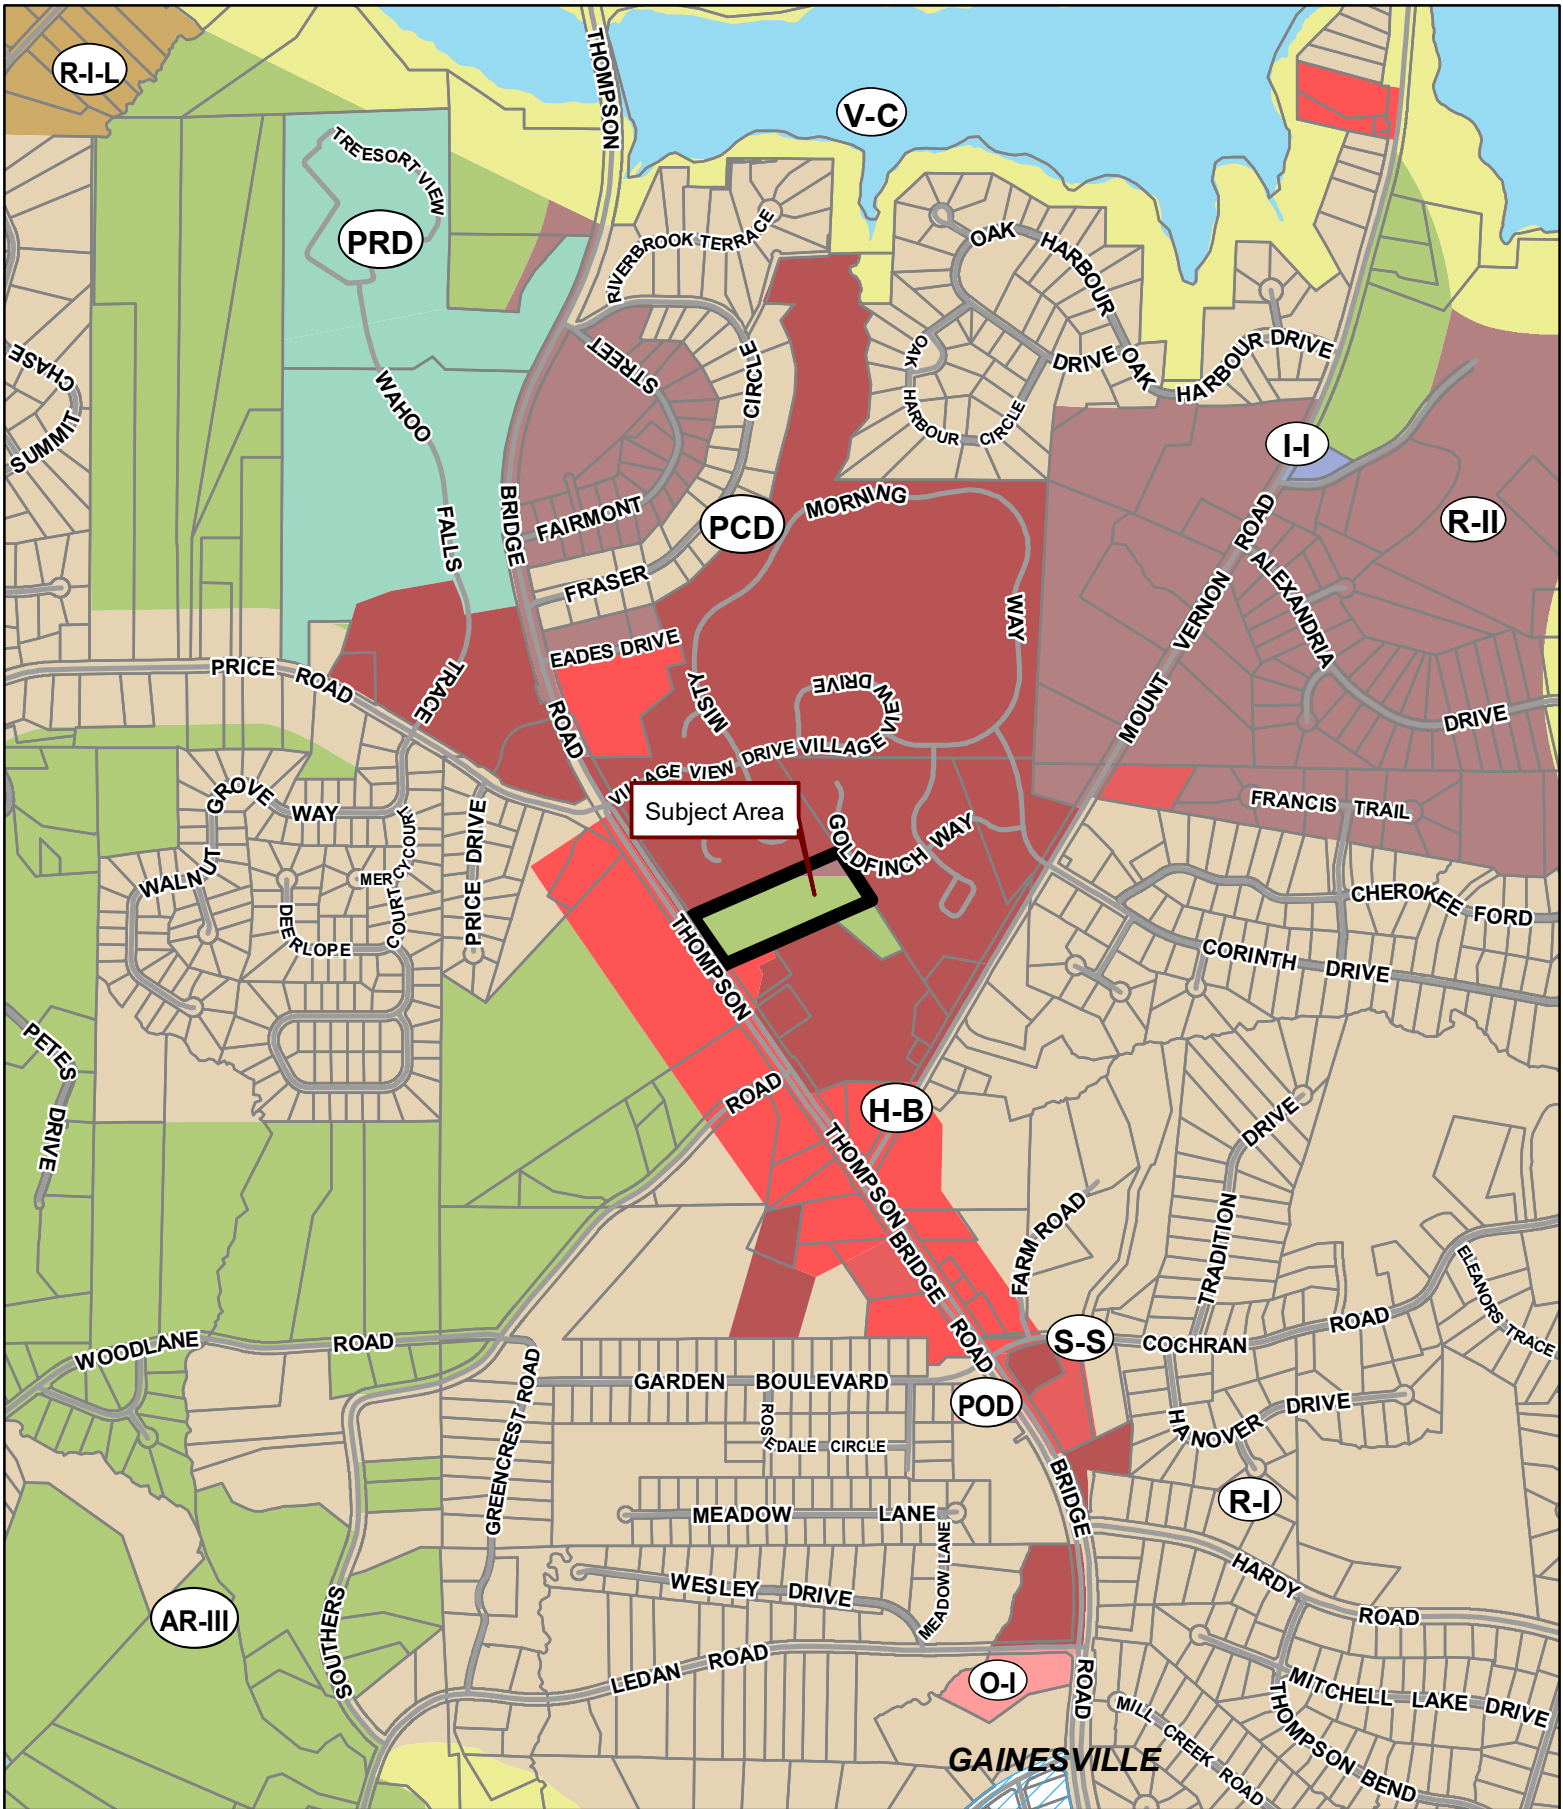 R-I-L
THOMPSON
V-C
TREESORT VIEW
PRD
RIVERBROOK TERRACE
OAK HARBOUR
DRIVE
OAK
HARBOUR DRIVE
OAK
HARBOUR CIRCLE
CHASE
SUMMIT
WAHOO
FALLS
STREET
CIRCLE
I-I
BRIDGE
FAIRMONT
PCD
MORNING
WAY
ROAD
R-II
FRASER
ALEXANDRIA
VERNON
EADES DRIVE
PRICE ROAD
TRACE
MISTY
VIEW
DRIVE
MOUNT
DRIVE
ROAD
VILLAGE VIEW DRIVE
VILLAGE
Subject Area
GROVE
WAY
COURT
PRICE DRIVE
GOLDFINCH WAY
FRANCIS TRAIL
WALNUT
MERCY COURT
DEERLOPE
CHEROKEE FORD
CORINTH DRIVE
THOMPSON
PETES
DRIVE
ROAD
H-B
DRIVE
THOMPSON
BRIDGE
ROAD
FARM ROAD
TRADITION
ELEANORS TRACE
WOODLANE ROAD
S-S
COCHRAN ROAD
GREENCREST ROAD
GARDEN BOULEVARD
POD
ROSEDALE CIRCLE
HANOVER DRIVE
BRIDGE
R-I
MEADOW LANE
MEADOW LANE
WESLEY DRIVE
HARDY
ROAD
AR-III
SOUTHERS
LEDAN ROAD
O-I
ROAD
MITCHELL LAKE DRIVE
MILL CREEK ROAD
THOMPSON BEND
GAINESVILLE